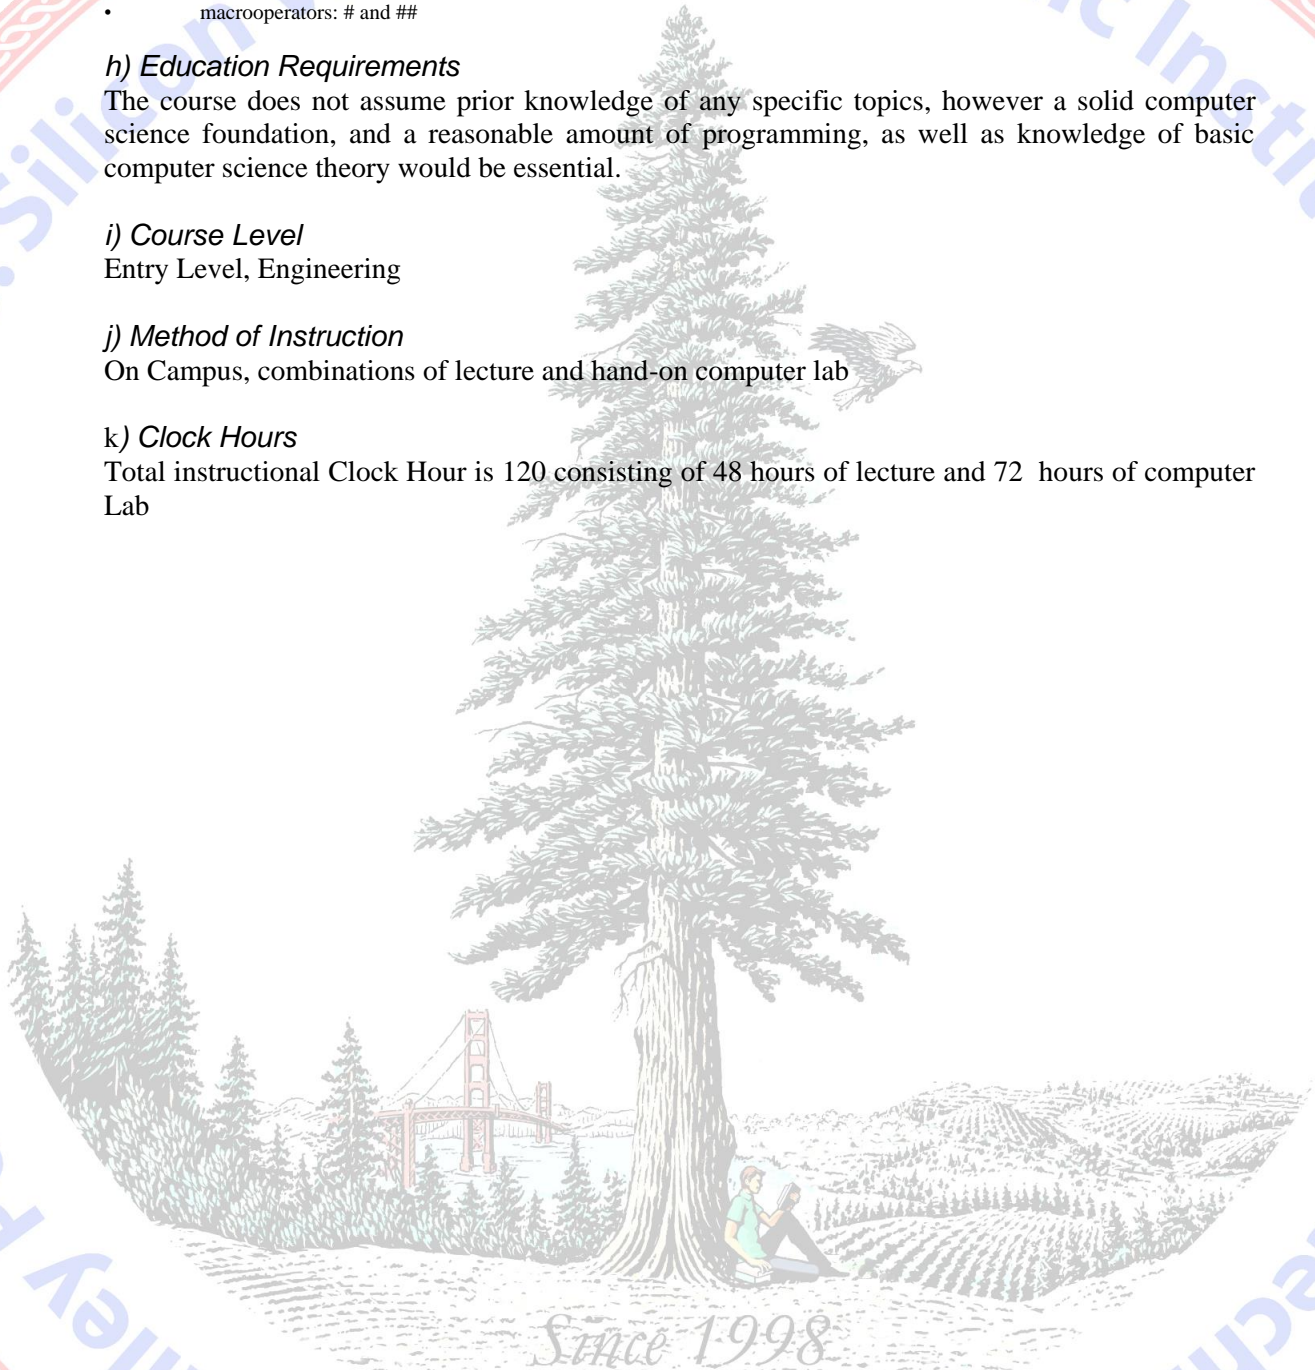 • macrooperators: # and ##
h) Education Requirements
The course does not assume prior knowledge of any specific topics, however a solid computer
science foundation, and a reasonable amount of programming, as well as knowledge of basic
computer science theory would be essential.
i) Course Level
Entry Level, Engineering
j) Method of Instruction
On Campus, combinations of lecture and hand-on computer lab
k) Clock Hours
Total instructional Clock Hour is 120 consisting of 48 hours of lecture and 72 hours of computer
Lab
Since 1998